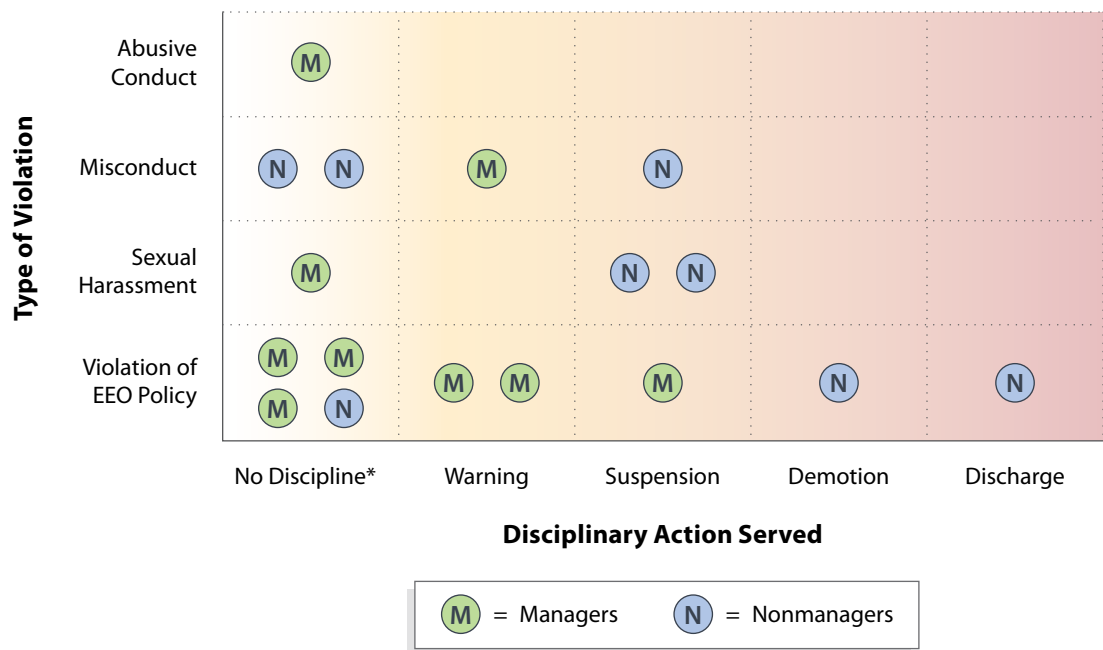 Type of Violation
Abusive
Conduct
M
Misconduct
N N M N
Sexual
Harassment
M N N
Violation of
EEO Policy
M M
M N
M M M N N
No Discipline* Warning Suspension Demotion Discharge
Disciplinary Action Served
M = Managers N = Nonmanagers